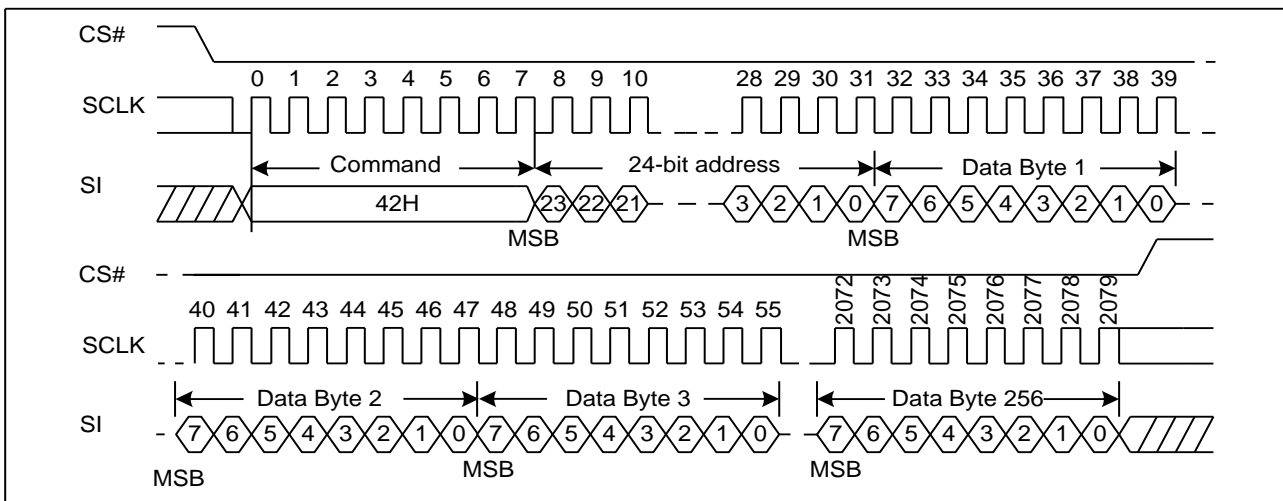 CS#
0 1 2 3 4 5 6 7 8 9 10 28 29 30 31 32 33 34 35 36 37 38 39
SCLK
Command 24-bit address Data Byte 1
SI
42H 23 22 21 3 2 1 0 7 6 5 4 3 2 1 0
MSB MSB
CS#
40 41 42 43 44 45 46 47 48 49 50 51 52 53 54 55 2072 2073 2074 2075 2076 2077 2078 2079
SCLK
Data Byte 2 Data Byte 3 Data Byte 256
SI
7 6 5 4 3 2 1 0 7 6 5 4 3 2 1 0 7 6 5 4 3 2 1 0
MSB MSB MSB